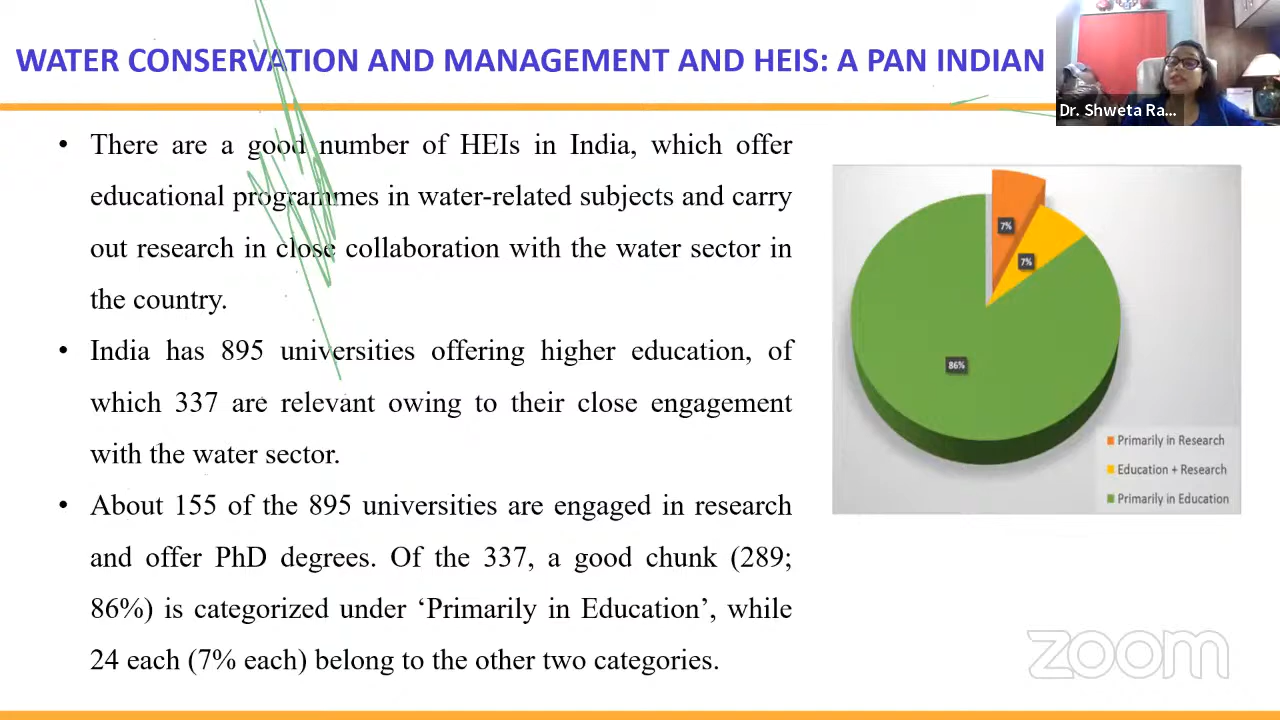 WATER CONSERVATION AND MANAGEMENT AND HEIS: A PAN INDIAN
Dr. Shweta Ra...
• There are a good number of HEIs in India, which offer
educational programmes in water-related subjects and carry
out research in close collaboration with the water sector in
the country.
• India has 895 universities offering higher education, of
which 337 are relevant owing to their close engagement
with the water sector.
• About 155 of the 895 universities are engaged in research
and offer PhD degrees. Of the 337, a good chunk (289;
86%) is categorized under ‘Primarily in Education’, while
24 each (7% each) belong to the other two categories.
7%
7%
86%
Primarily in Research
Education + Research
Primarily in Education
zoom